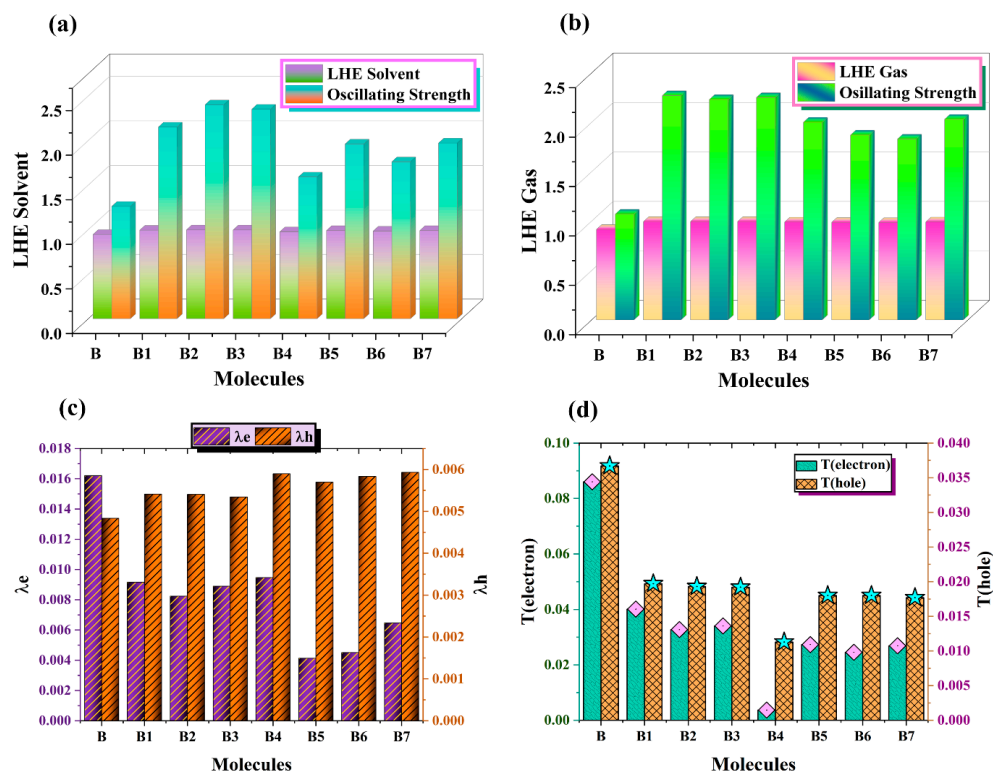 (a)
LHE Solvent
Oscillating Strength
LHE Solvent
2.5
2.0
1.5
1.0
0.5
0.0
B B1 B2 B3 B4 B5 B6 B7
Molecules
(b)
LHE Gas
Osillating Strength
LHE Gas
2.5
2.0
1.5
1.0
0.5
0.0
B B1 B2 B3 B4 B5 B6 B7
Molecules
(c)
λe λh
λe
0.018
0.016
0.014
0.012
0.010
0.008
0.006
0.004
0.002
0.000
0.006
0.005
0.004
0.003
0.002
0.001
0.000
λh
B B1 B2 B3 B4 B5 B6 B7
Molecules
(d)
T(electron)
T(hole)
T(electron)
0.10
0.08
0.06
0.04
0.02
0.00
0.040
0.035
0.030
0.025
0.020
0.015
0.010
0.005
0.000
T(hole)
B B1 B2 B3 B4 B5 B6 B7
Molecules